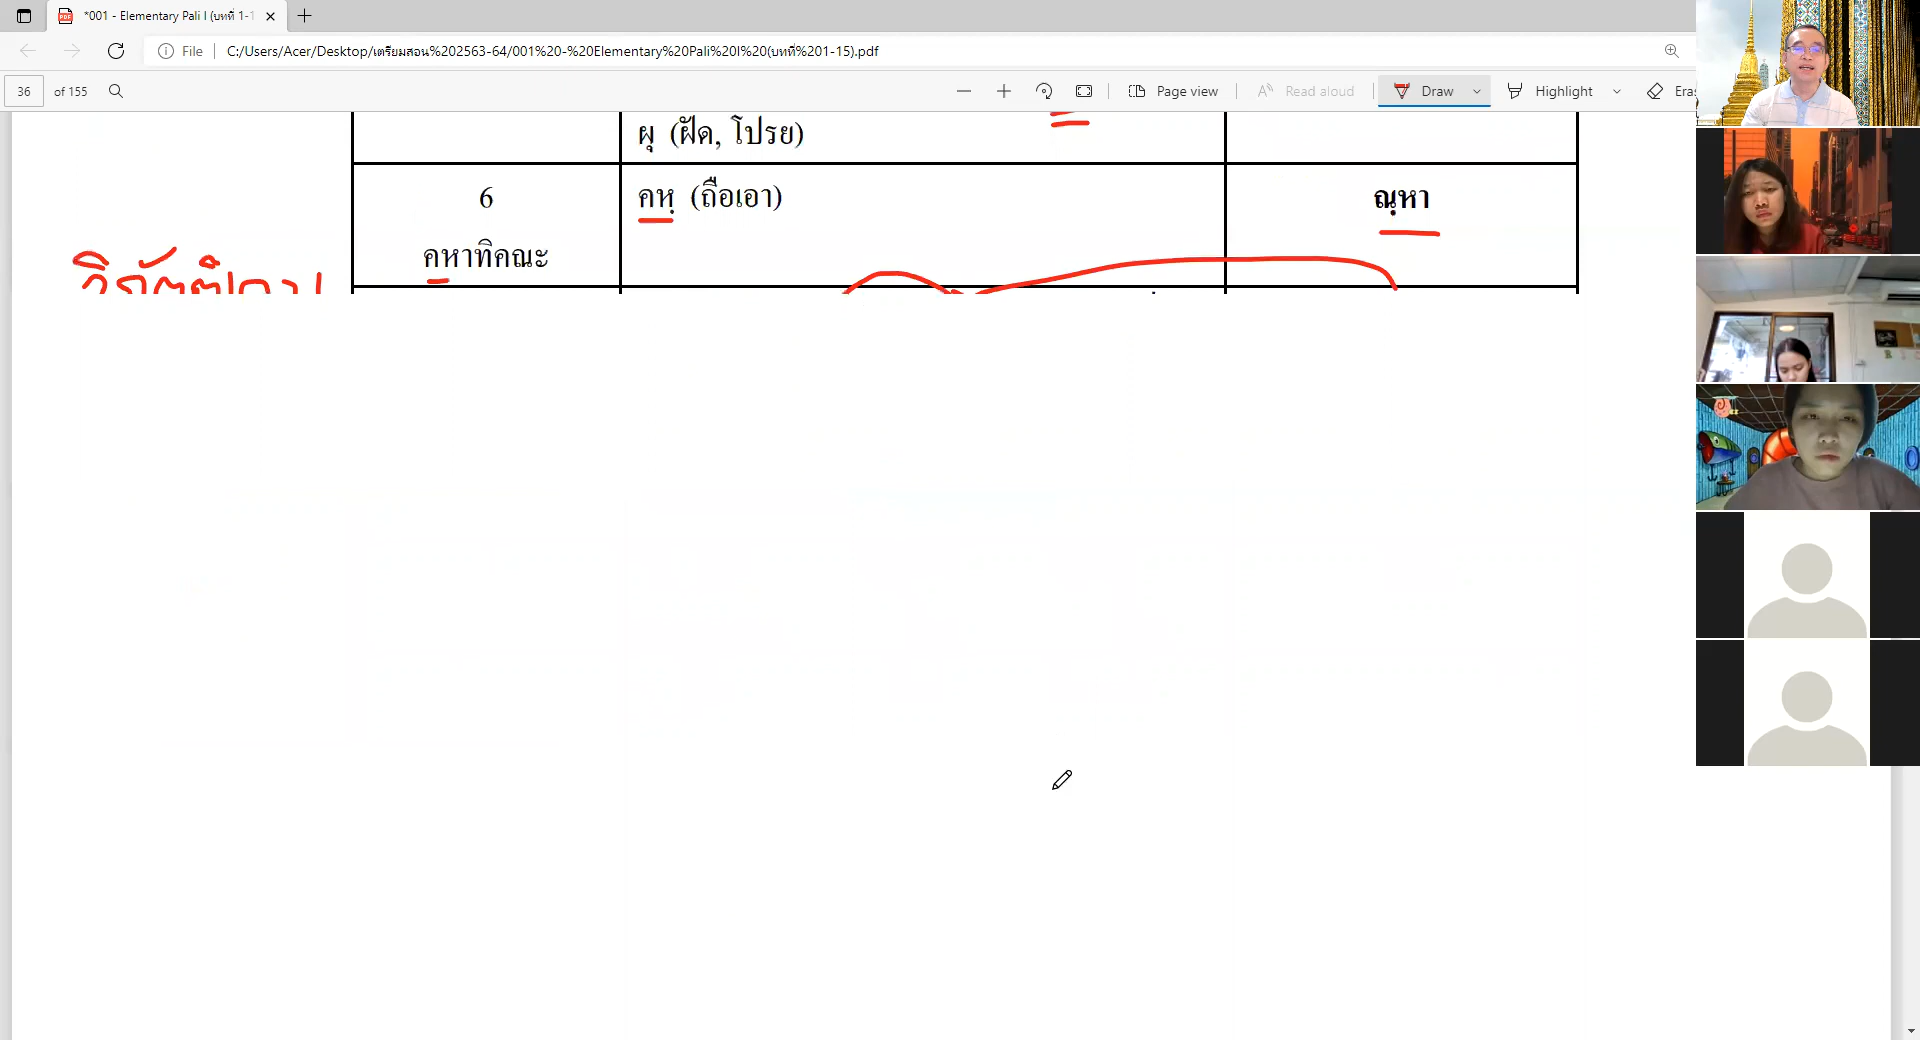 *001 - Elementary Pali I (บทที่ 1-1
File
C:/Users/Acer/Desktop/เตรียมสอน%202563-64/001%20-%20Elementary%20Pali%20I%20(บทที่%201-15).pdf
36 of 155
Page view
Read aloud
Draw
Highlight
Eras
ผุ (ฝัด, โปรย)
6
คหฺ (ถือเอา)
ณฺหา
คหาทิคณะ